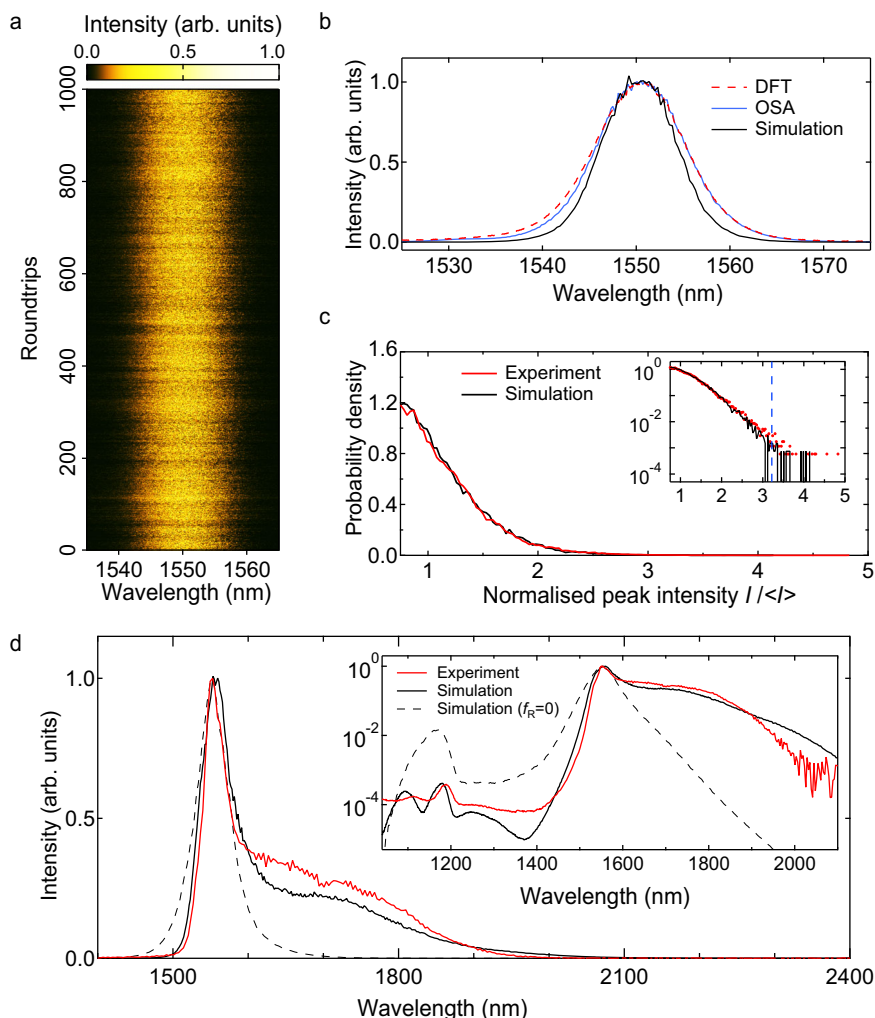 a
Intensity (arb. units)
0.0 0.5 1.0
1000
800
600
400
200
0
Roundtrips
1540 1550 1560
Wavelength (nm)
b
Intensity (arb. units)
1.0
0.5
0.0
DFT
OSA
Simulation
1530 1540 1550 1560 1570
Wavelength (nm)
c
Probability density
1.6
1.2
0.8
0.4
0.0
Experiment
Simulation
10^0
10^-2
10^-4
1 2 3 4 5
1 2 3 4 5
Normalised peak intensity I /<I>
d
Intensity (arb. units)
1.0
0.5
0.0
Experiment
Simulation
Simulation (f_R=0)
10^0
10^-2
10^-4
1200 1400 1600 1800 2000
Wavelength (nm)
1500 1800 2100 2400
Wavelength (nm)